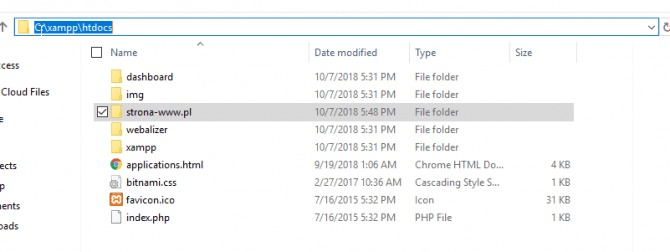 C:\xampp\htdocs
Name Date modified Type Size
dashboard 10/7/2018 5:31 PM File folder
img 10/7/2018 5:31 PM File folder
strona-www.pl 10/7/2018 5:48 PM File folder
webalizer 10/7/2018 5:31 PM File folder
xampp 10/7/2018 5:31 PM File folder
applications.html 9/19/2018 1:06 AM Chrome HTML Do... 4 KB
bitnami.css 2/27/2017 10:36 AM Cascading Style S... 1 KB
favicon.ico 7/16/2015 5:32 PM Icon 31 KB
index.php 7/16/2015 5:32 PM PHP File 1 KB
ccess
Cloud Files
e
ects
p
ments
loads